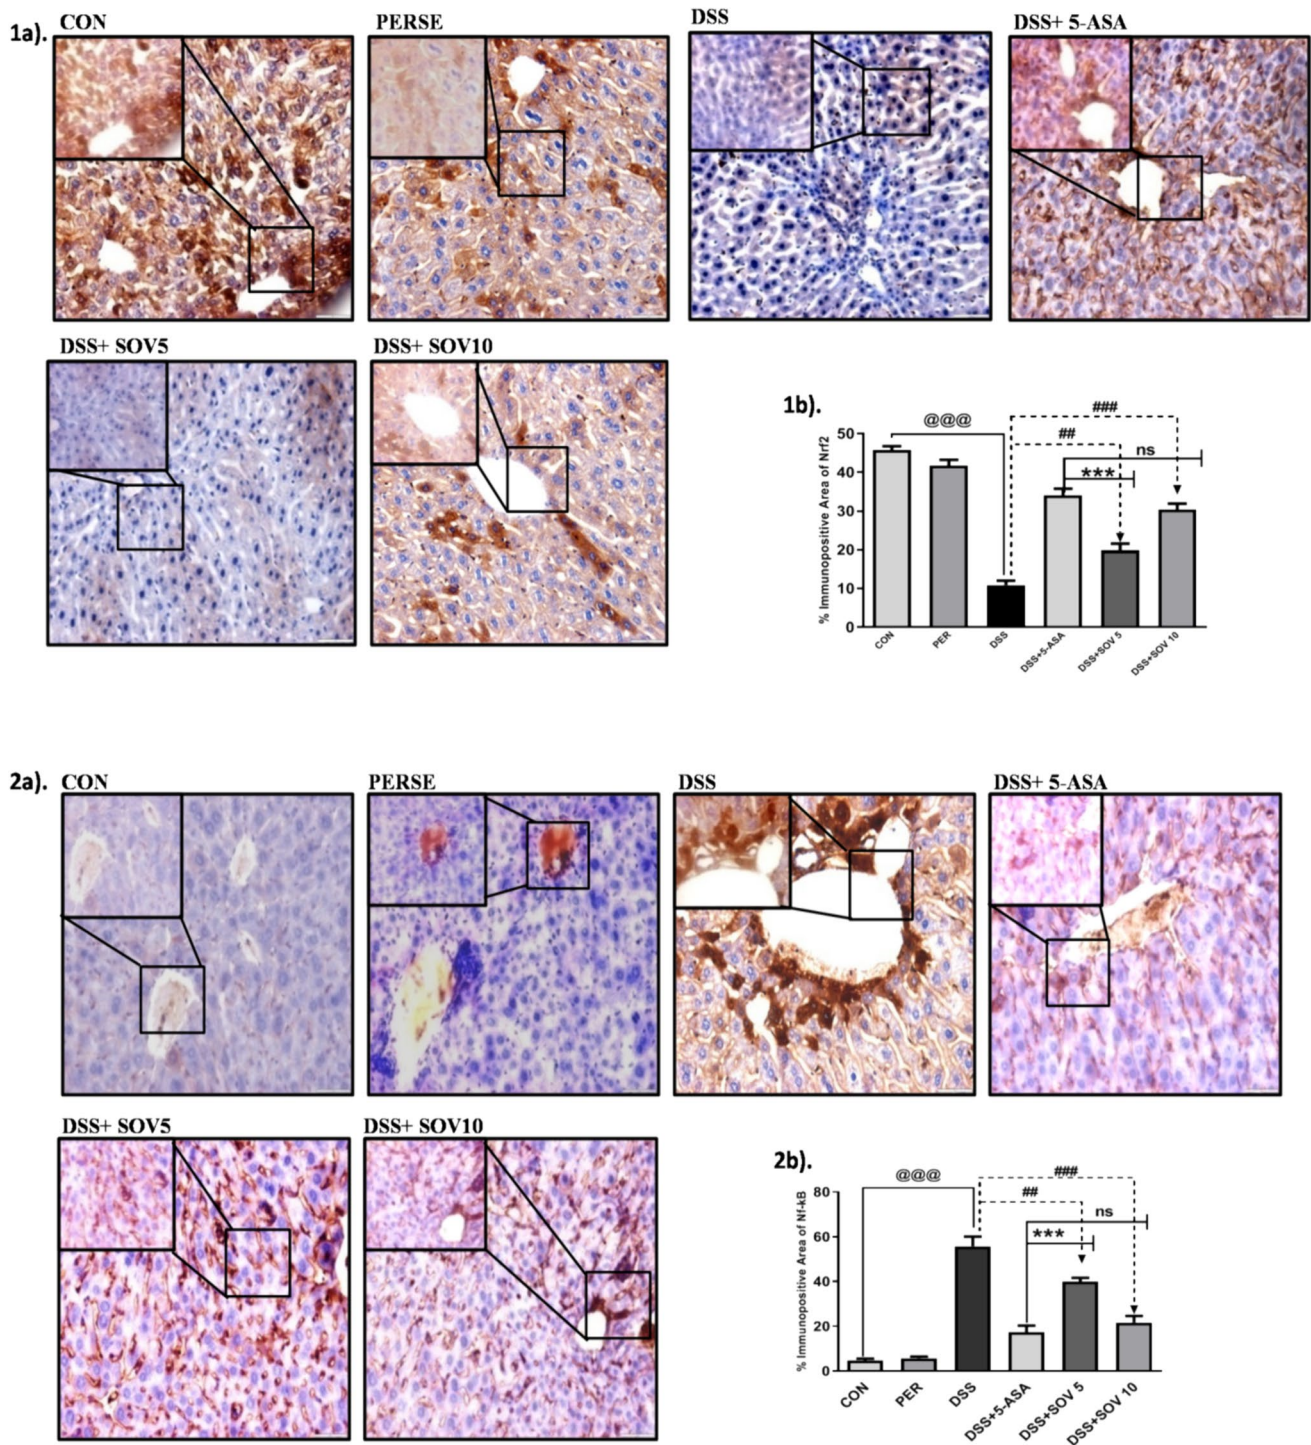 1a).
CON
PERSE
DSS
DSS+ 5-ASA
DSS+ SOV5
DSS+ SOV10
1b).
% Immunopositive Area of Nrf2
50
40
30
20
10
0
@@@
##
###
***
ns
CON
PER
DSS
DSS+5-ASA
DSS+SOV 5
DSS+SOV 10
2a).
CON
PERSE
DSS
DSS+ 5-ASA
DSS+ SOV5
DSS+ SOV10
2b).
% Immunopositive Area of Nf-kB
80
60
40
20
0
@@@
##
###
***
ns
CON
PER
DSS
DSS+5-ASA
DSS+SOV 5
DSS+SOV 10